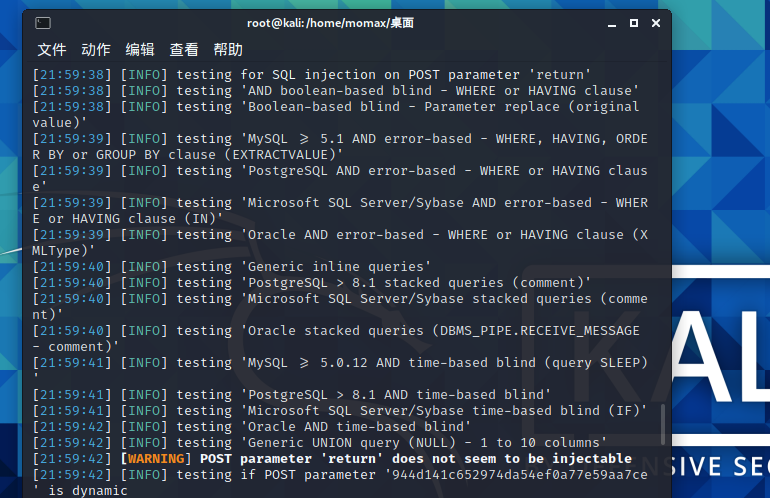 root@kali: /home/momax/桌面
文件 动作 编辑 查看 帮助
[21:59:38] [INFO] testing for SQL injection on POST parameter 'return'
[21:59:38] [INFO] testing 'AND boolean-based blind - WHERE or HAVING clause'
[21:59:38] [INFO] testing 'Boolean-based blind - Parameter replace (original
value)'
[21:59:39] [INFO] testing 'MySQL ≥ 5.1 AND error-based - WHERE, HAVING, ORDE
R BY or GROUP BY clause (EXTRACTVALUE)'
[21:59:39] [INFO] testing 'PostgreSQL AND error-based - WHERE or HAVING claus
e'
[21:59:39] [INFO] testing 'Microsoft SQL Server/Sybase AND error-based - WHER
E or HAVING clause (IN)'
[21:59:39] [INFO] testing 'Oracle AND error-based - WHERE or HAVING clause (X
MLType)'
[21:59:40] [INFO] testing 'Generic inline queries'
[21:59:40] [INFO] testing 'PostgreSQL > 8.1 stacked queries (comment)'
[21:59:40] [INFO] testing 'Microsoft SQL Server/Sybase stacked queries (comme
nt)'
[21:59:40] [INFO] testing 'Oracle stacked queries (DBMS_PIPE.RECEIVE_MESSAGE
- comment)'
[21:59:41] [INFO] testing 'MySQL ≥ 5.0.12 AND time-based blind (query SLEEP)
'
[21:59:41] [INFO] testing 'PostgreSQL > 8.1 AND time-based blind'
[21:59:41] [INFO] testing 'Microsoft SQL Server/Sybase time-based blind (IF)'
[21:59:42] [INFO] testing 'Oracle AND time-based blind'
[21:59:42] [INFO] testing 'Generic UNION query (NULL) - 1 to 10 columns'
[21:59:42] [WARNING] POST parameter 'return' does not seem to be injectable
[21:59:42] [INFO] testing if POST parameter '944d141c652974da54ef0a77e59aa7ce
' is dynamic
KAL
ENSIVE SEC